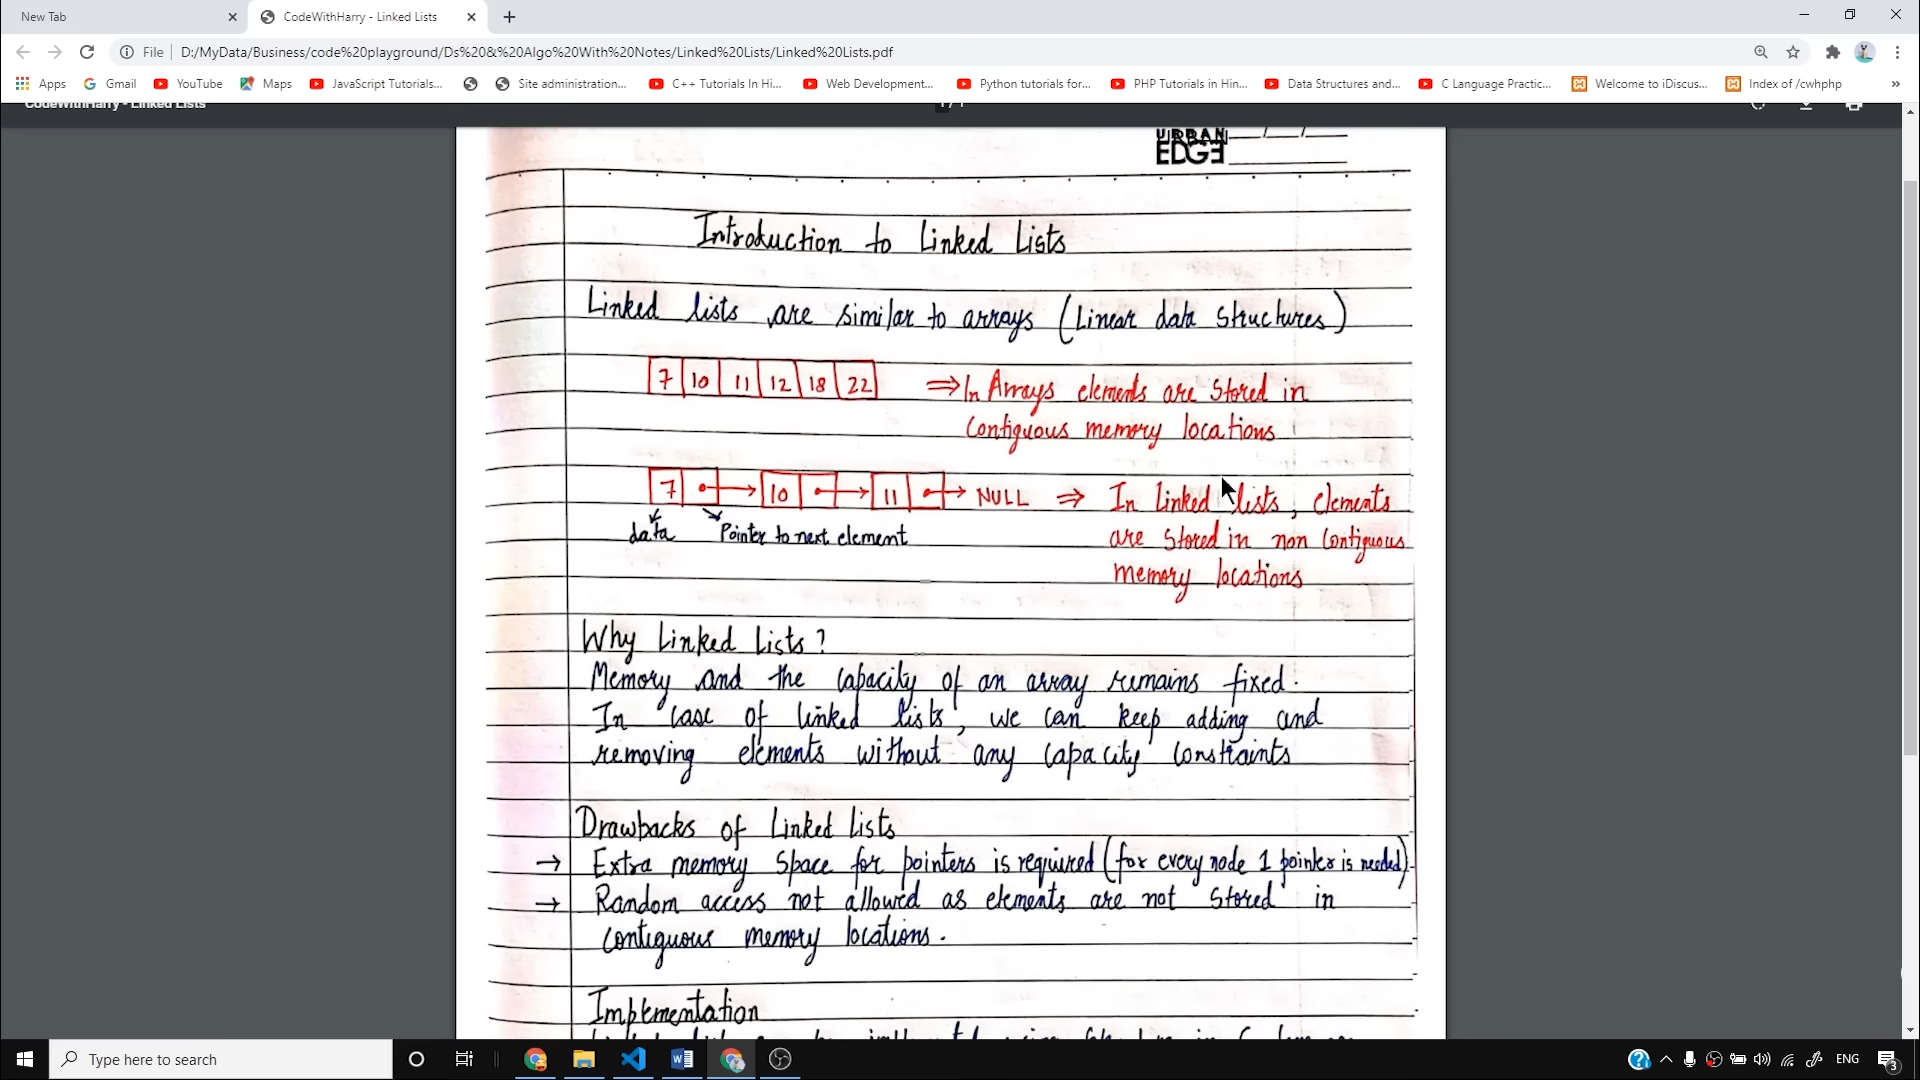 New Tab
CodeWithHarry - Linked Lists
File
D:/MyData/Business/code%20playground/Ds%20&%20Algo%20With%20Notes/Linked%20Lists/Linked%20Lists.pdf
Apps
Gmail
YouTube
Maps
JavaScript Tutorials...
Site administration...
C++ Tutorials In Hi...
Web Development...
Python tutorials for...
PHP Tutorials in Hin...
Data Structures and...
C Language Practic...
Welcome to iDiscus...
Index of /cwhphp
»
CodeWithHarry - Linked Lists
URBAN
EDGE
Introduction to Linked Lists
Linked lists are similar to arrays (Linear data structures)
7 10 11 12 18 22 ⇒ In Arrays elements are stored in
contiguous memory locations
7 → 10 → 11 → NULL ⇒ In linked lists, elements
data Pointer to next element are stored in non contiguous
memory locations
Why Linked Lists?
Memory and the capacity of an array remains fixed.
In case of linked lists, we can keep adding and
removing elements without any capacity constraints
Drawbacks of Linked Lists
→ Extra memory space for pointers is required (for every node 1 pointer is needed)
→ Random access not allowed as elements are not stored in
contiguous memory locations.
Implementation
Type here to search
ENG
3